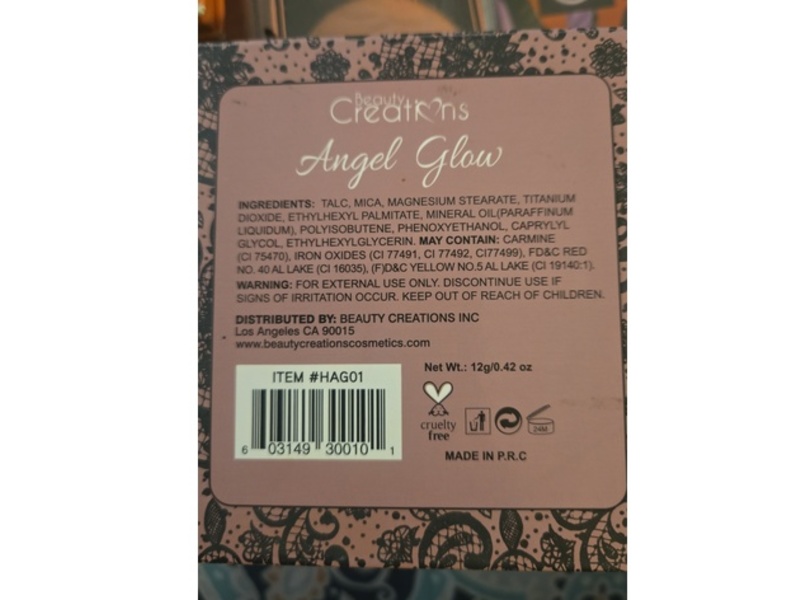 Beauty
Creations
Angel Glow
INGREDIENTS: TALC, MICA, MAGNESIUM STEARATE, TITANIUM
DIOXIDE, ETHYLHEXYL PALMITATE, MINERAL OIL(PARAFFINUM
LIQUIDUM), POLYISOBUTENE, PHENOXYETHANOL, CAPRYLYL
GLYCOL, ETHYLHEXYLGLYCERIN. MAY CONTAIN: CARMINE
(CI 75470), IRON OXIDES (CI 77491, CI 77492, CI77499), FD&C RED
NO. 40 AL LAKE (CI 16035), (F)D&C YELLOW NO.5 AL LAKE (CI 19140:1).
WARNING: FOR EXTERNAL USE ONLY. DISCONTINUE USE IF
SIGNS OF IRRITATION OCCUR. KEEP OUT OF REACH OF CHILDREN.
DISTRIBUTED BY: BEAUTY CREATIONS INC
Los Angeles CA 90015
www.beautycreationscosmetics.com
ITEM #HAG01
6 03149 30010 1
Net Wt.: 12g/0.42 oz
cruelty
free
24M
MADE IN P.R.C